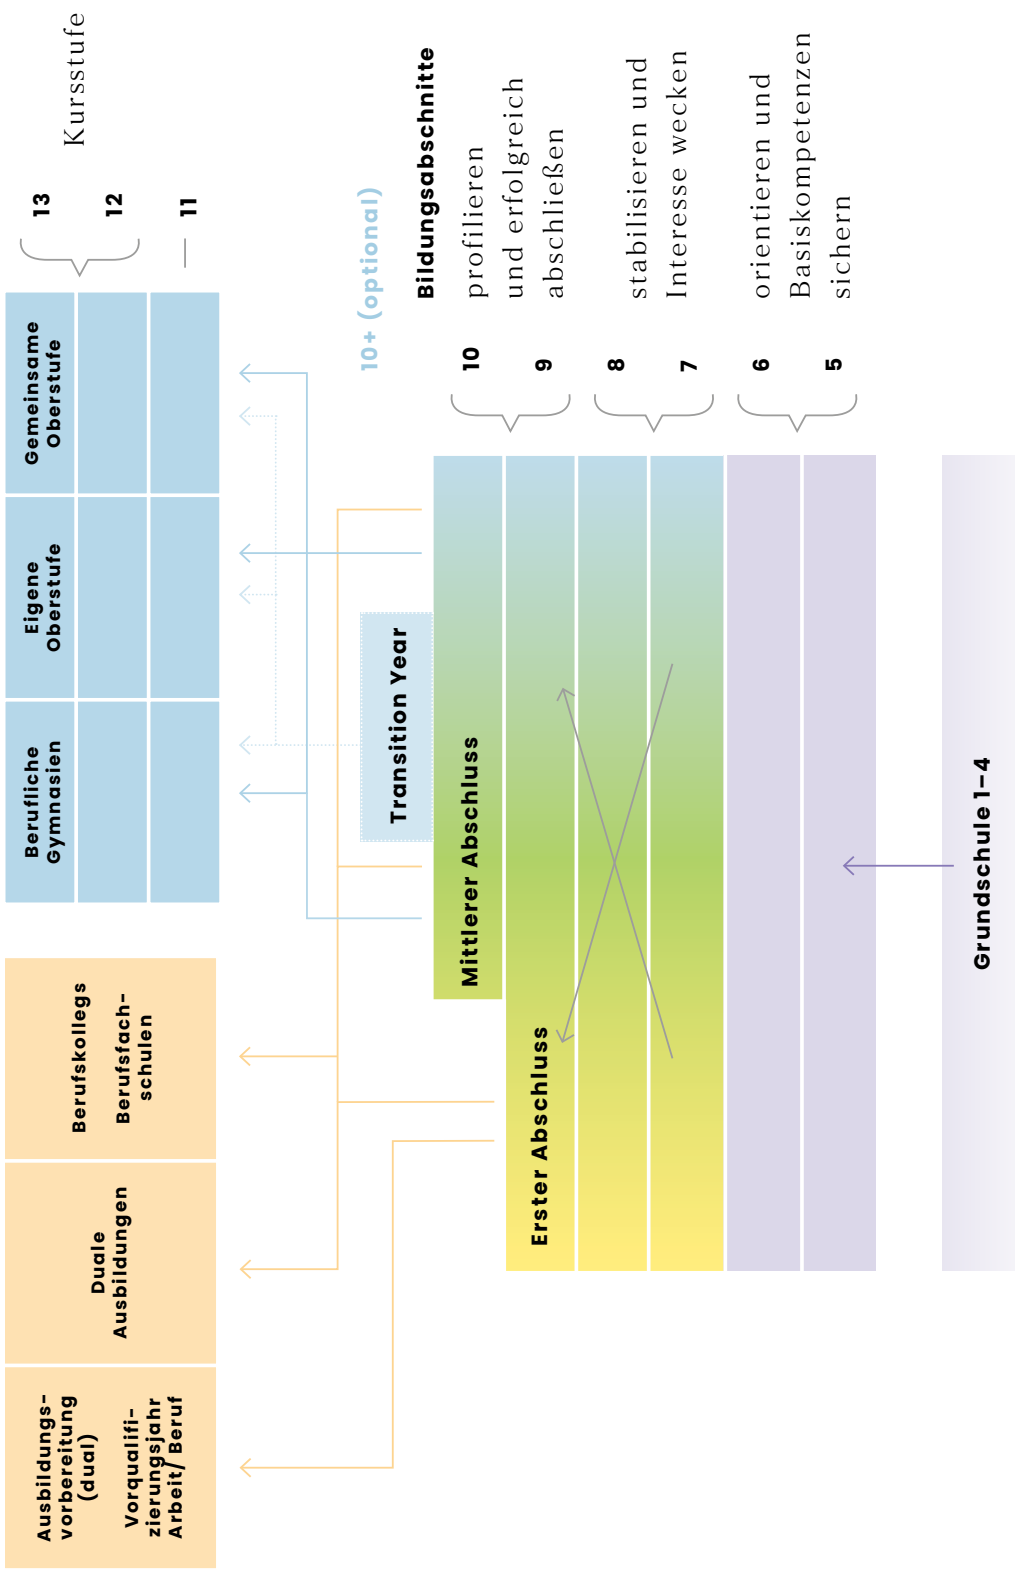 Ausbildungs-
vorbereitung
(dual)
Vorqualifi-
zierungsjahr
Arbeit/ Beruf
Duale
Ausbildungen
Berufskollegs
Berufsfach-
schulen
Berufliche
Gymnasien
Eigene
Oberstufe
Gemeinsame
Oberstufe
13
12
11
Kursstufe
Transition Year
10+ (optional)
Bildungsabschnitte
Mittlerer Abschluss
10
Erster Abschluss
9
profilieren
und erfolgreich
abschließen
8
7
stabilisieren und
Interesse wecken
6
5
orientieren und
Basiskompetenzen
sichern
Grundschule 1–4